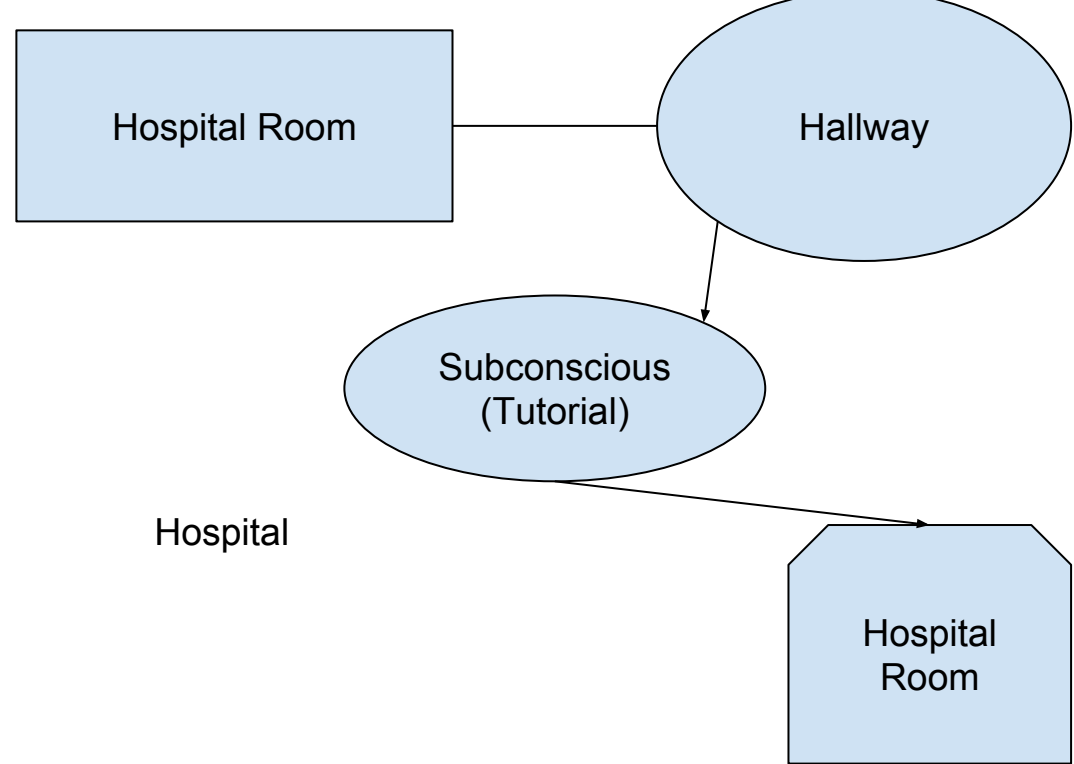 Hospital Room
Hallway
Subconscious
(Tutorial)
Hospital
Hospital
Room